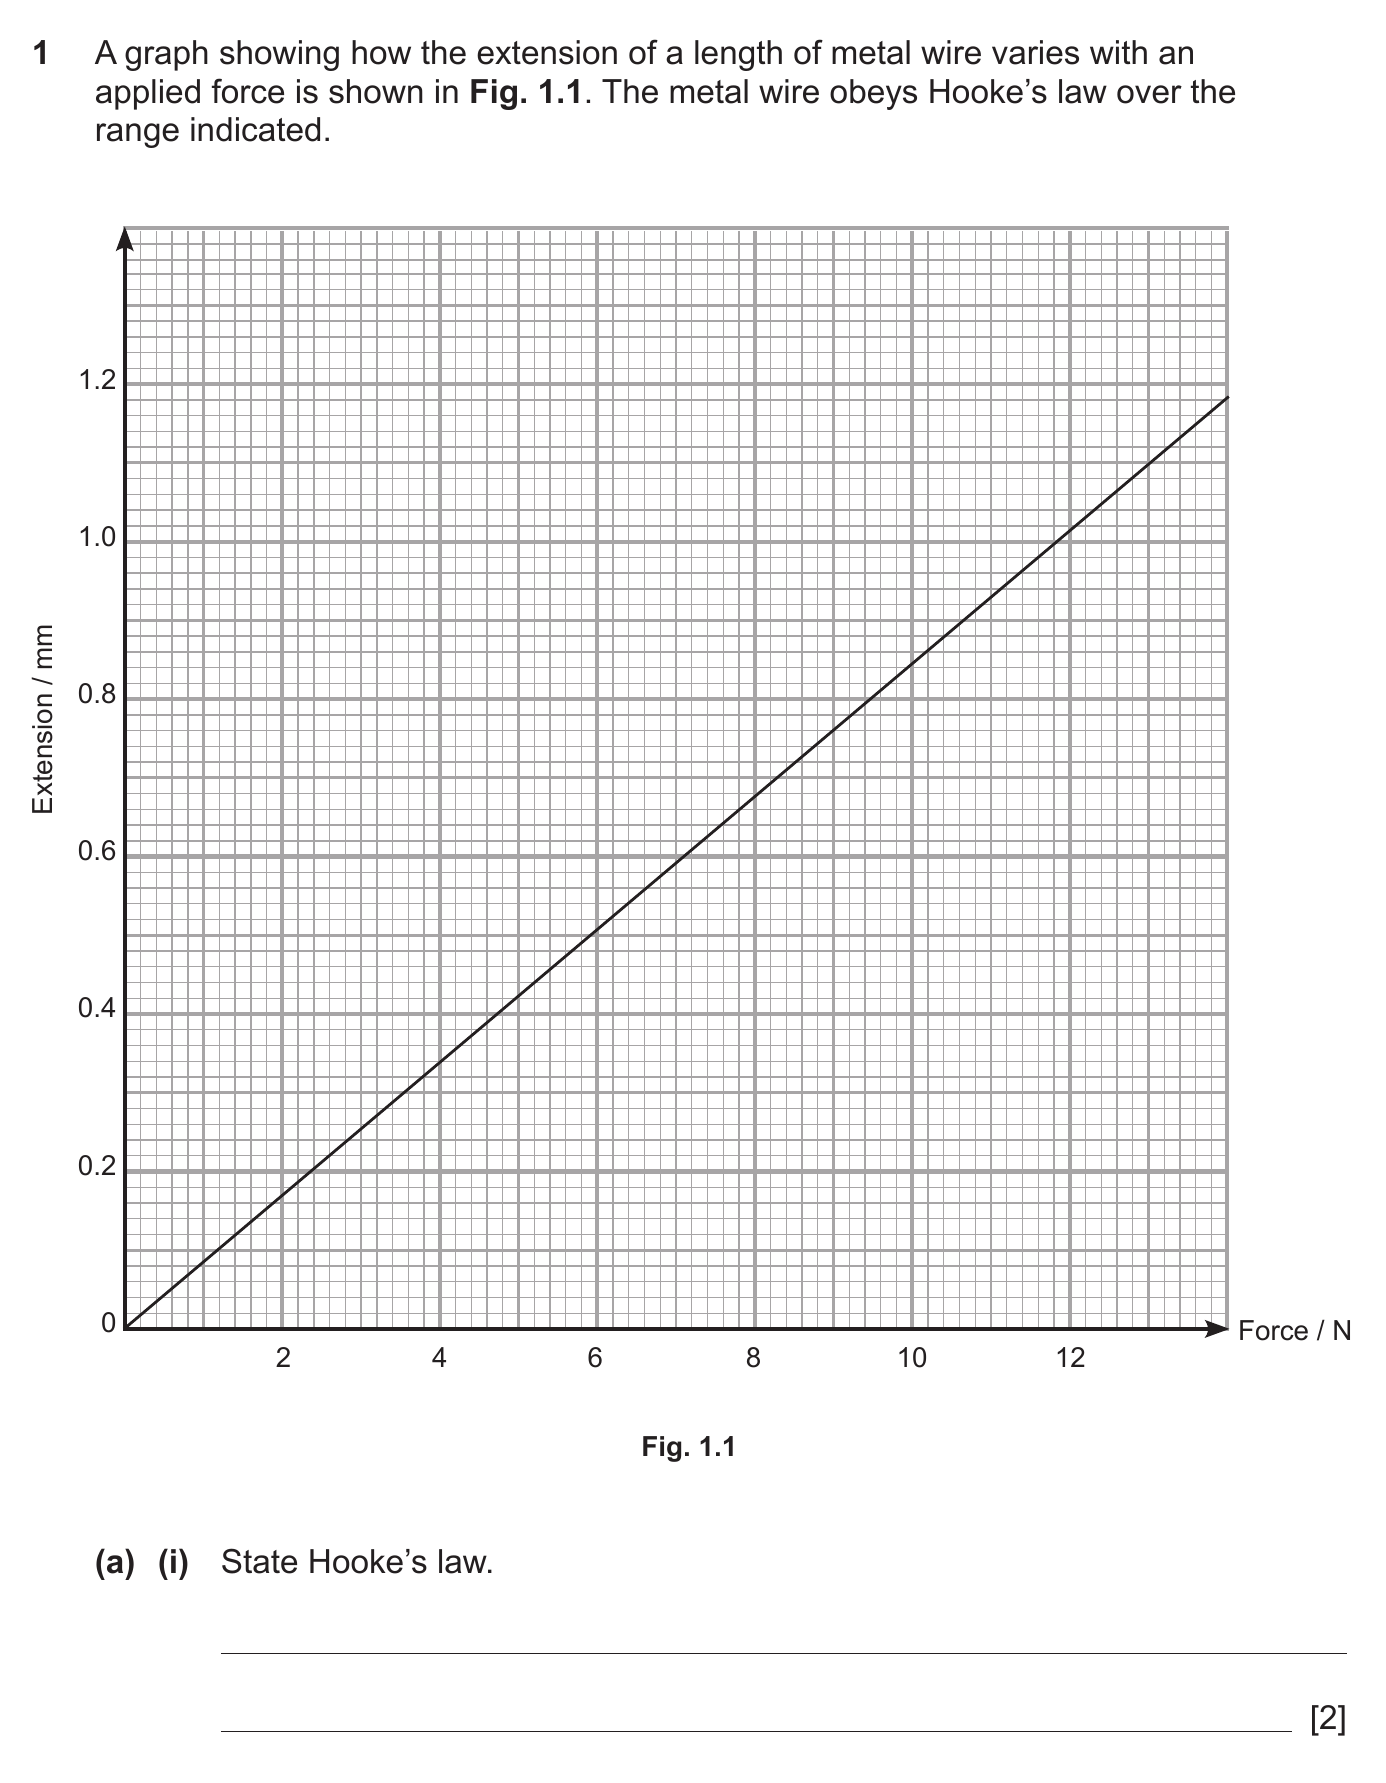 1 A graph showing how the extension of a length of metal wire varies with an
applied force is shown in Fig. 1.1. The metal wire obeys Hooke’s law over the
range indicated.
1.2
1.0
0.8
0.6
0.4
0.2
0
Extension / mm
2 4 6 8 10 12
Force / N
Fig. 1.1
(a) (i) State Hooke’s law.
[2]